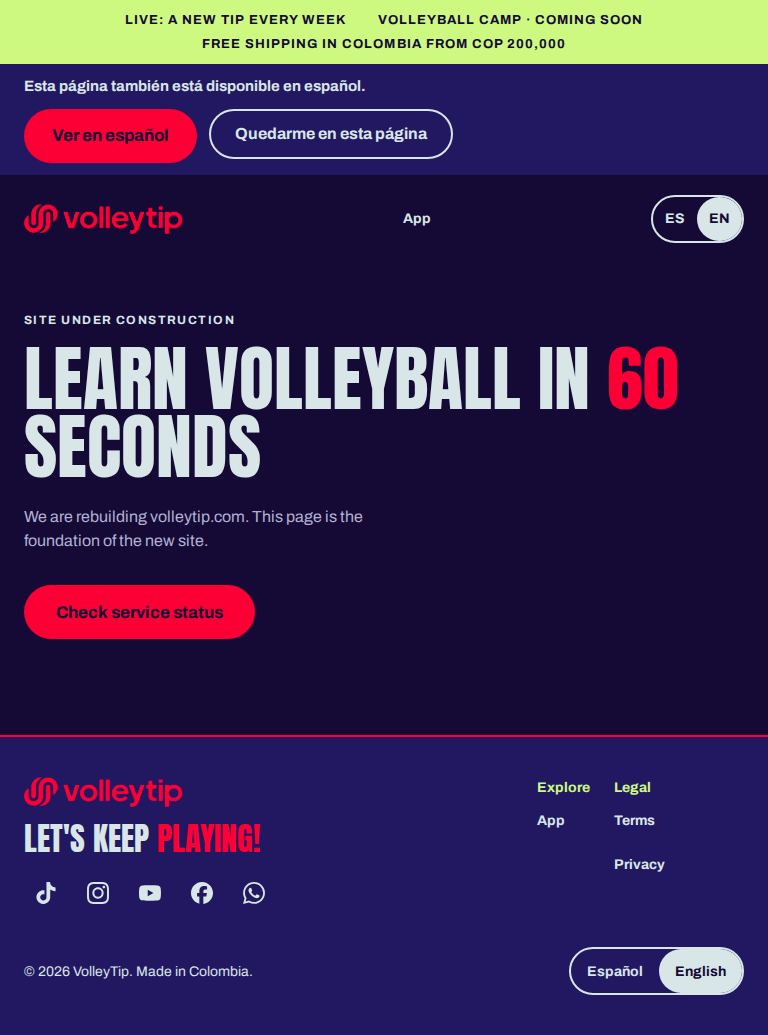 LIVE: A NEW TIP EVERY WEEK
VOLLEYBALL CAMP · COMING SOON
FREE SHIPPING IN COLOMBIA FROM COP 200,000
Esta página también está disponible en español.
Ver en español
Quedarme en esta página
volleytip
App
ES
EN
SITE UNDER CONSTRUCTION
LEARN VOLLEYBALL IN 60
SECONDS
We are rebuilding volleytip.com. This page is the
foundation of the new site.
Check service status
volleytip
LET'S KEEP PLAYING!
Explore
App
Legal
Terms
Privacy
© 2026 VolleyTip. Made in Colombia.
Español
English